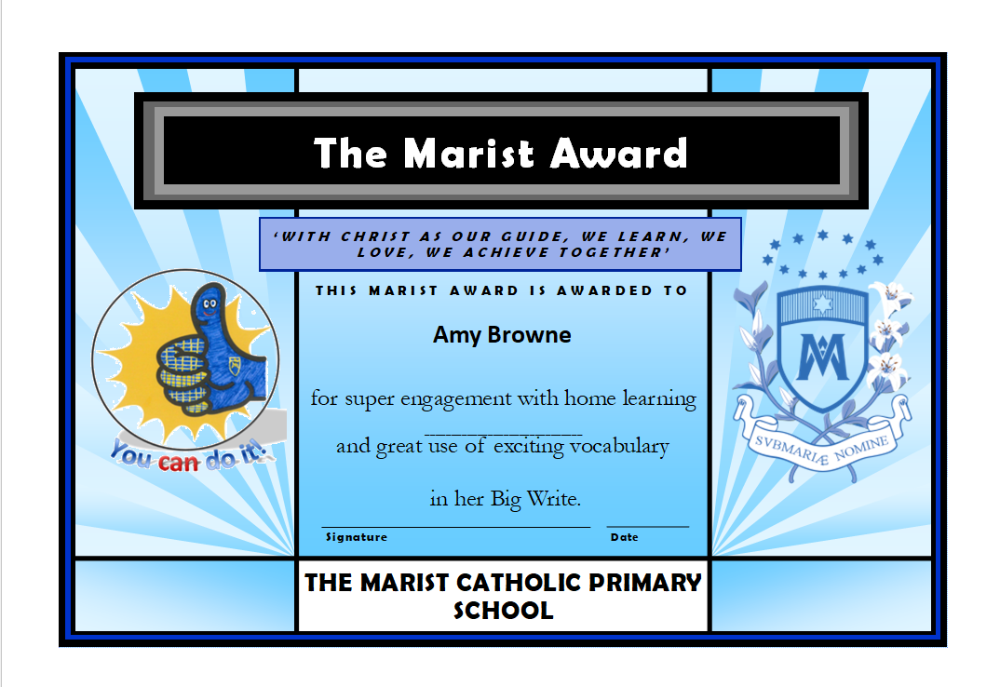 The Marist Award
‘WITH CHRIST AS OUR GUIDE, WE LEARN, WE
LOVE, WE ACHIEVE TOGETHER’
THIS MARIST AWARD IS AWARDED TO
Amy Browne
for super engagement with home learning
and great use of exciting vocabulary
in her Big Write.
Signature
Date
You can do it!
SVBMARIÆ NOMINE
THE MARIST CATHOLIC PRIMARY
SCHOOL